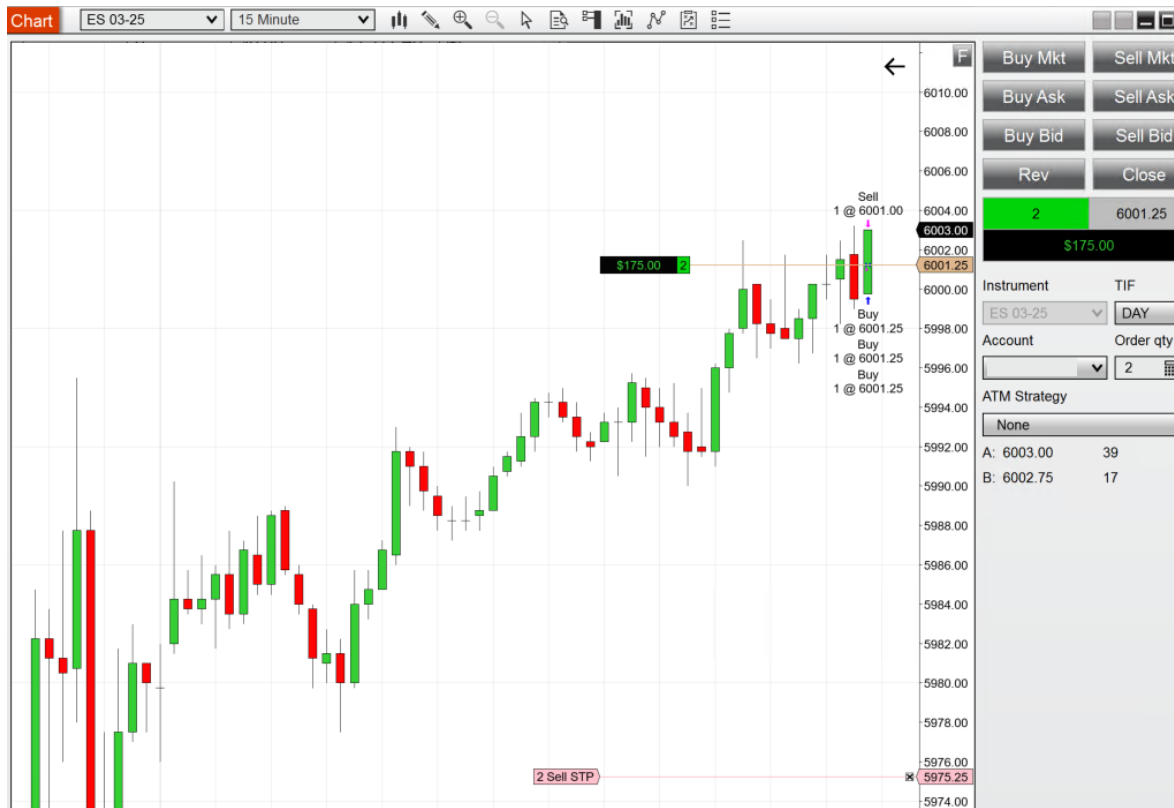 Chart ES 03-25 15 Minute
F
6010.00
6008.00
6006.00
6004.00
6003.00
6002.00
6001.25
6000.00
5998.00
5996.00
5994.00
5992.00
5990.00
5988.00
5986.00
5984.00
5982.00
5980.00
5978.00
5976.00
5975.25
5974.00
Sell
1 @ 6001.00
$175.00 2
Buy
1 @ 6001.25
Buy
1 @ 6001.25
Buy
1 @ 6001.25
2 Sell STP
Buy Mkt Sell Mkt
Buy Ask Sell Ask
Buy Bid Sell Bid
Rev Close
2 6001.25
$175.00
Instrument TIF
ES 03-25 DAY
Account Order qty
2
ATM Strategy
None
A: 6003.00 39
B: 6002.75 17